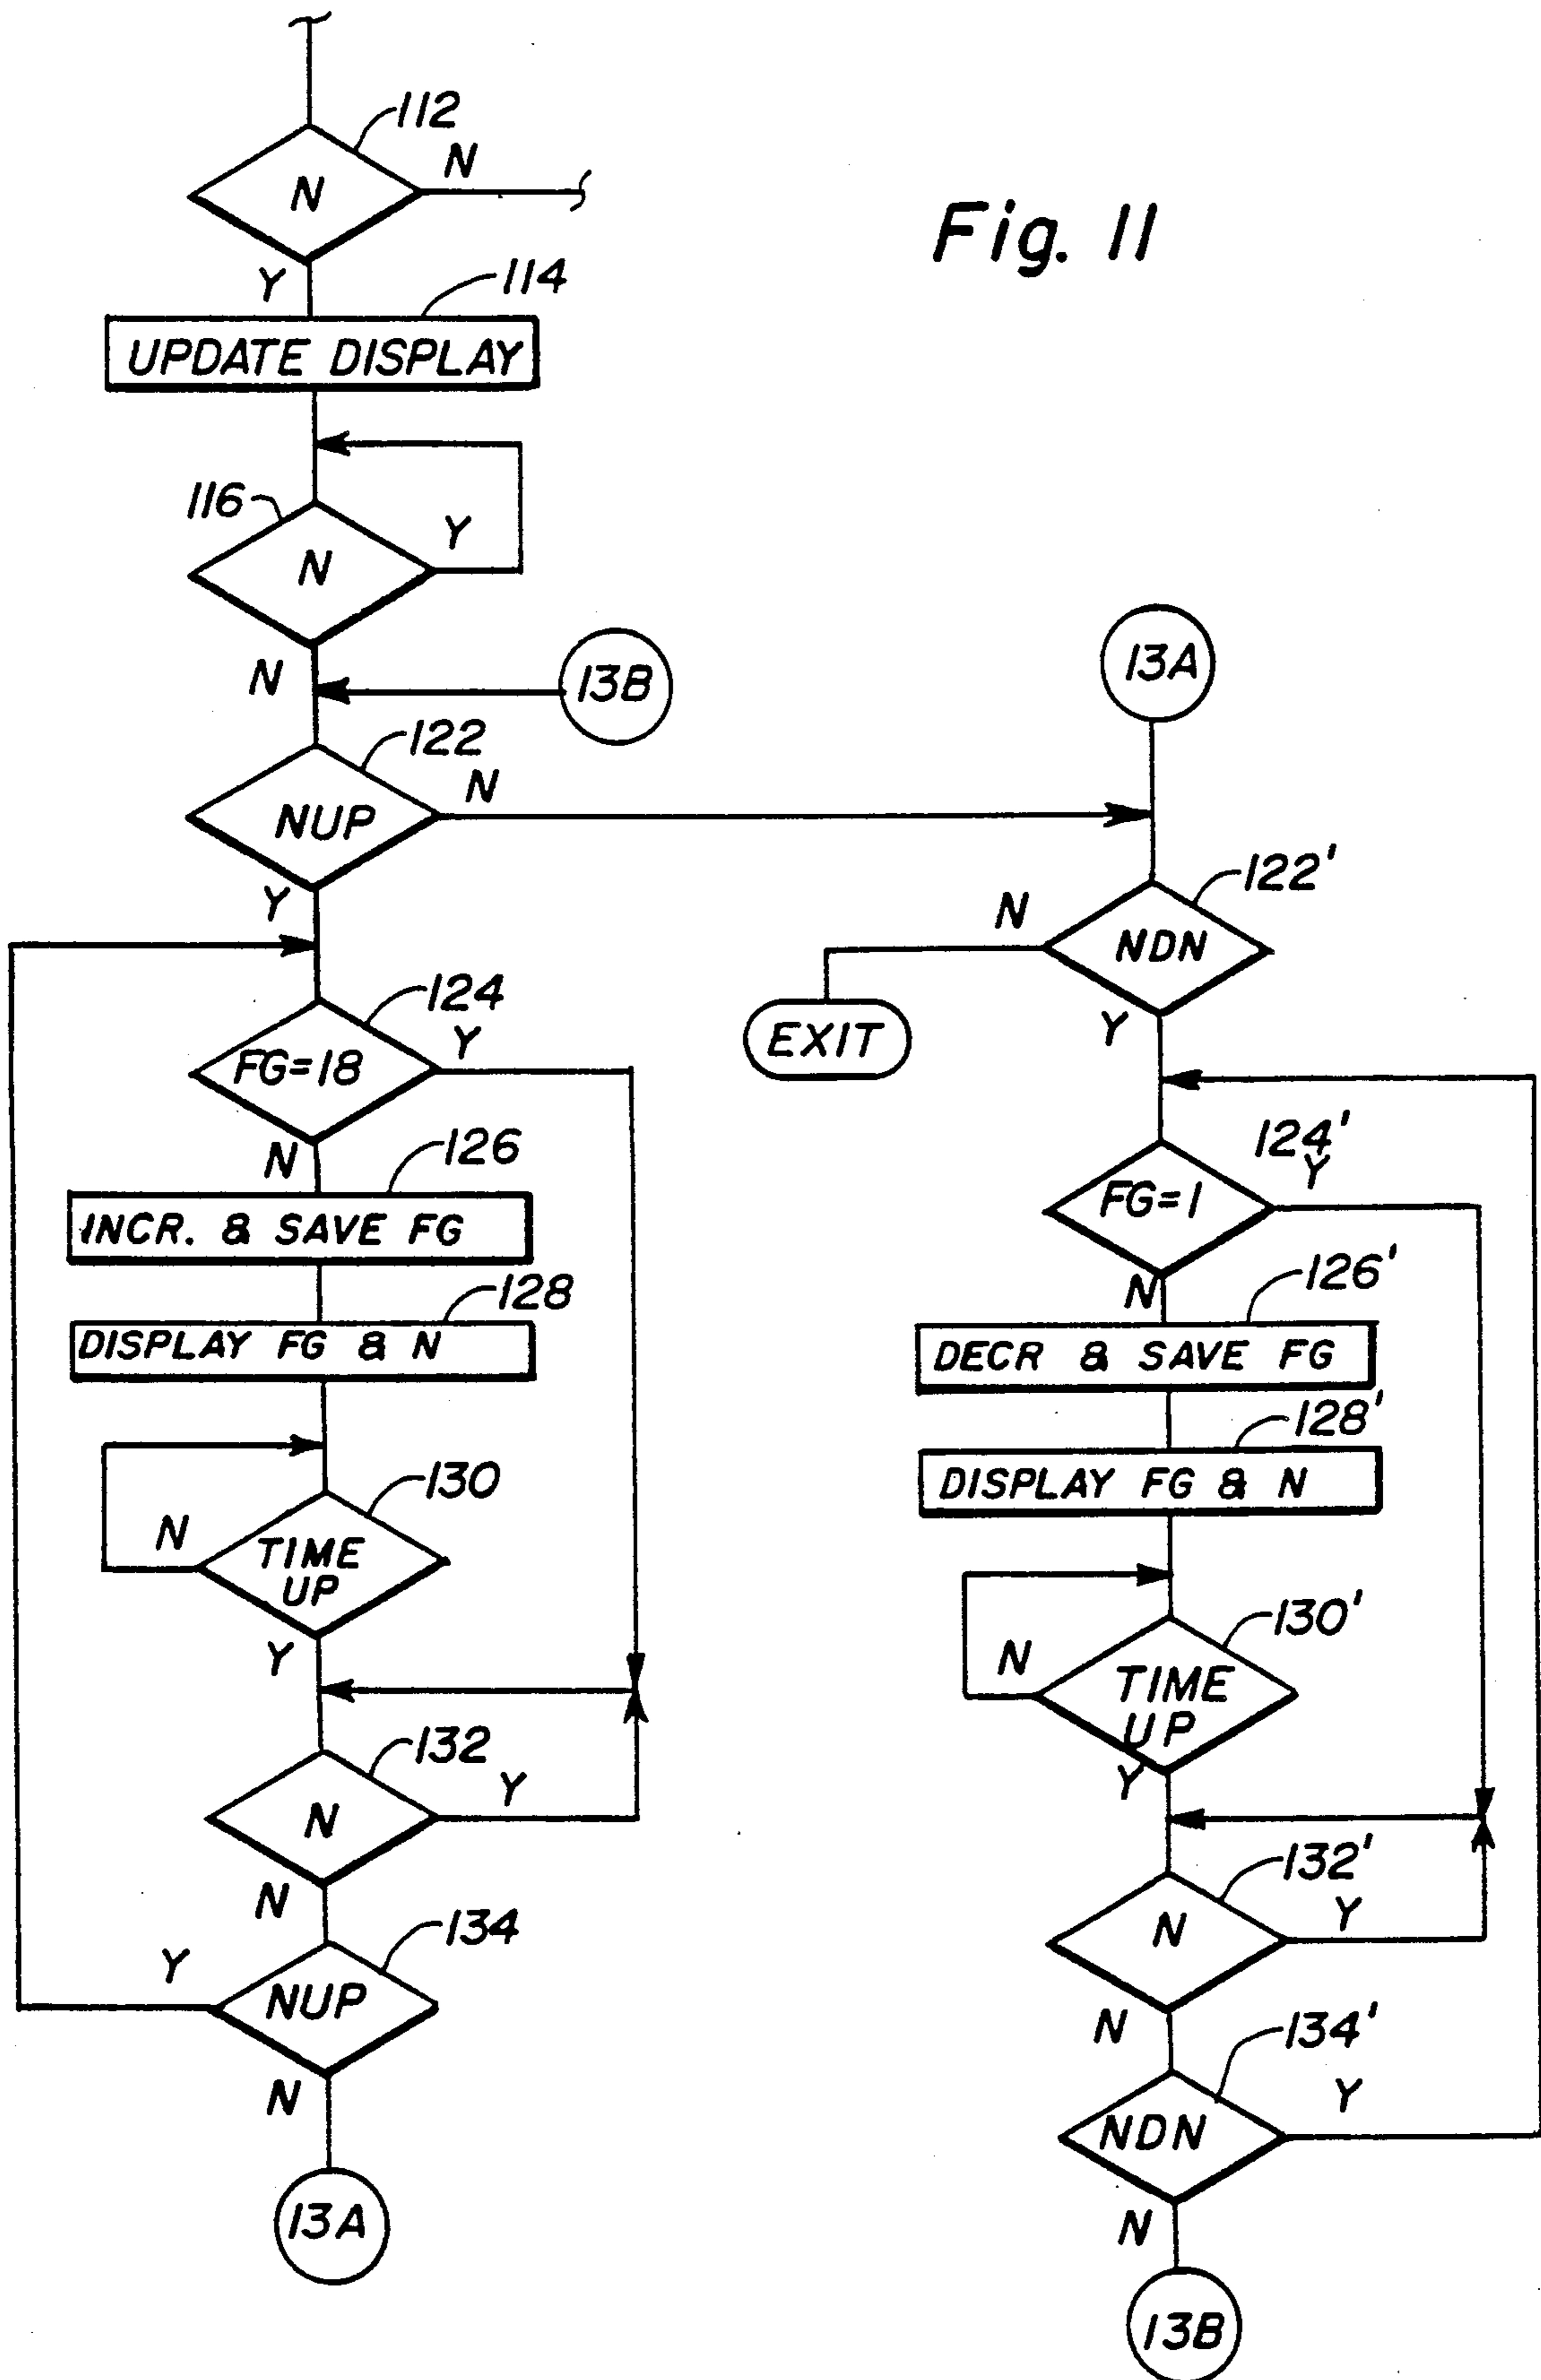 112
N
N
Fig. 11
Y
114
UPDATE DISPLAY
116
Y
N
N
13B
122
N
NUP
Y
124
Y
FG=18
N
126
INCR. & SAVE FG
128
DISPLAY FG & N
130
N
TIME
UP
Y
132
Y
N
N
134
Y
NUP
N
13A
13A
122'
N
NDN
EXIT
Y
124'
Y
FG=1
N
126'
DECR & SAVE FG
128'
DISPLAY FG & N
130'
N
TIME
UP
Y
132'
Y
N
N
134'
Y
NDN
N
13B